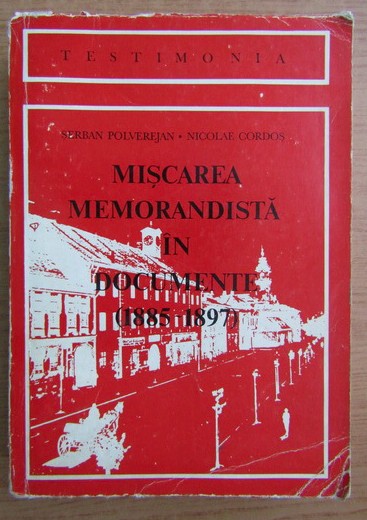 TESTIMONIA
ȘERBAN POLVEREJAN • NICOLAE CORDOȘ
MIȘCAREA
MEMORANDISTĂ
ÎN
DOCUMENTE
(1885-1897)